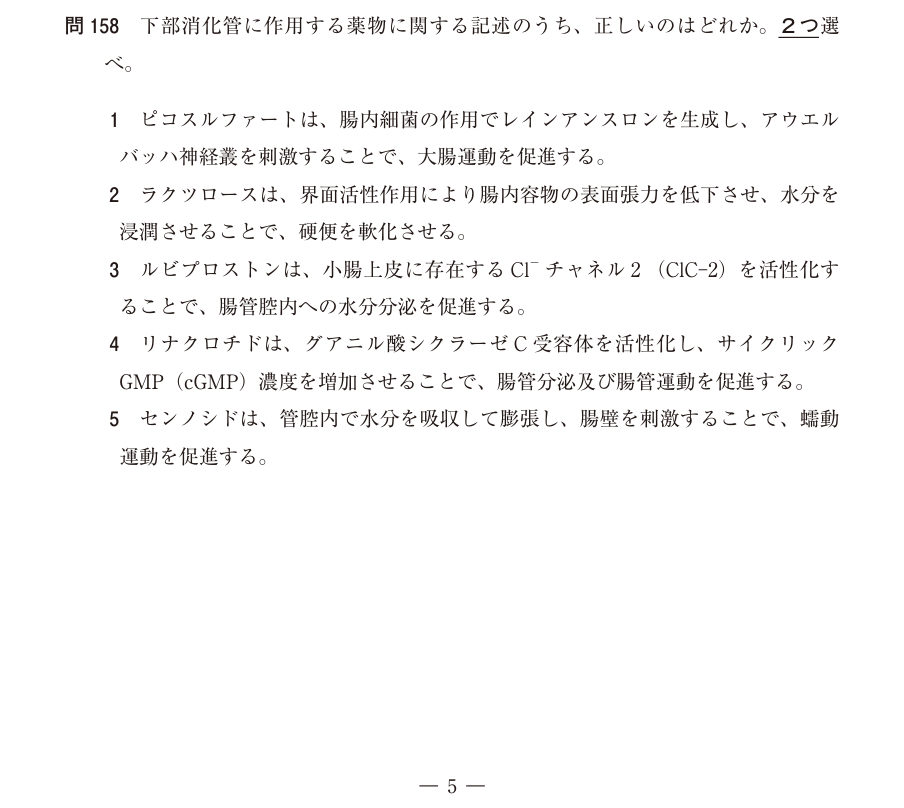 問 158 下部消化管に作用する薬物に関する記述のうち、正しいのはどれか。２つ選
べ。
1 ピコスルファートは、腸内細菌の作用でレインアンスロンを生成し、アウエル
バッハ神経叢を刺激することで、大腸運動を促進する。
2 ラクツロースは、界面活性作用により腸内容物の表面張力を低下させ、水分を
浸潤させることで、硬便を軟化させる。
3 ルビプロストンは、小腸上皮に存在する Cl⁻ チャネル２（ClC-2）を活性化す
ることで、腸管腔内への水分分泌を促進する。
4 リナクロチドは、グアニル酸シクラーゼＣ受容体を活性化し、サイクリック
GMP（cGMP）濃度を増加させることで、腸管分泌及び腸管運動を促進する。
5 センノシドは、管腔内で水分を吸収して膨張し、腸壁を刺激することで、蠕動
運動を促進する。
— 5 —